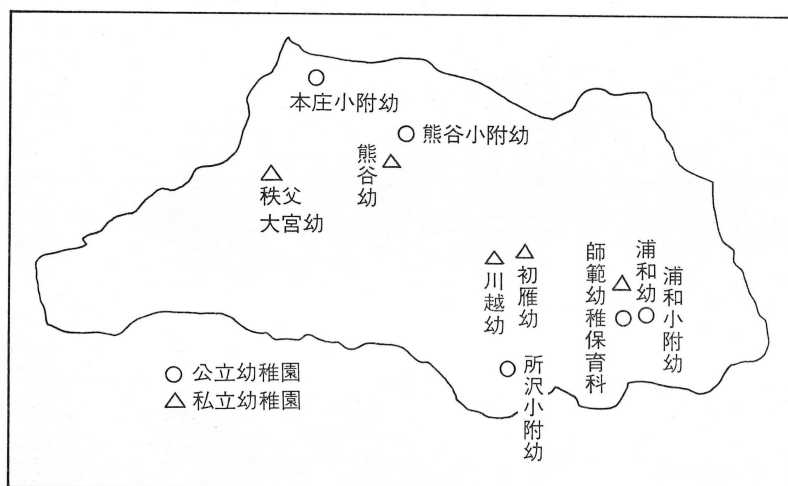 本庄小附幼
熊谷小附幼
熊谷幼
秩父
大宮幼
川越幼
初雁幼
師範幼稚保育科
浦和幼
浦和小附幼
所沢小附幼
○ 公立幼稚園
△ 私立幼稚園